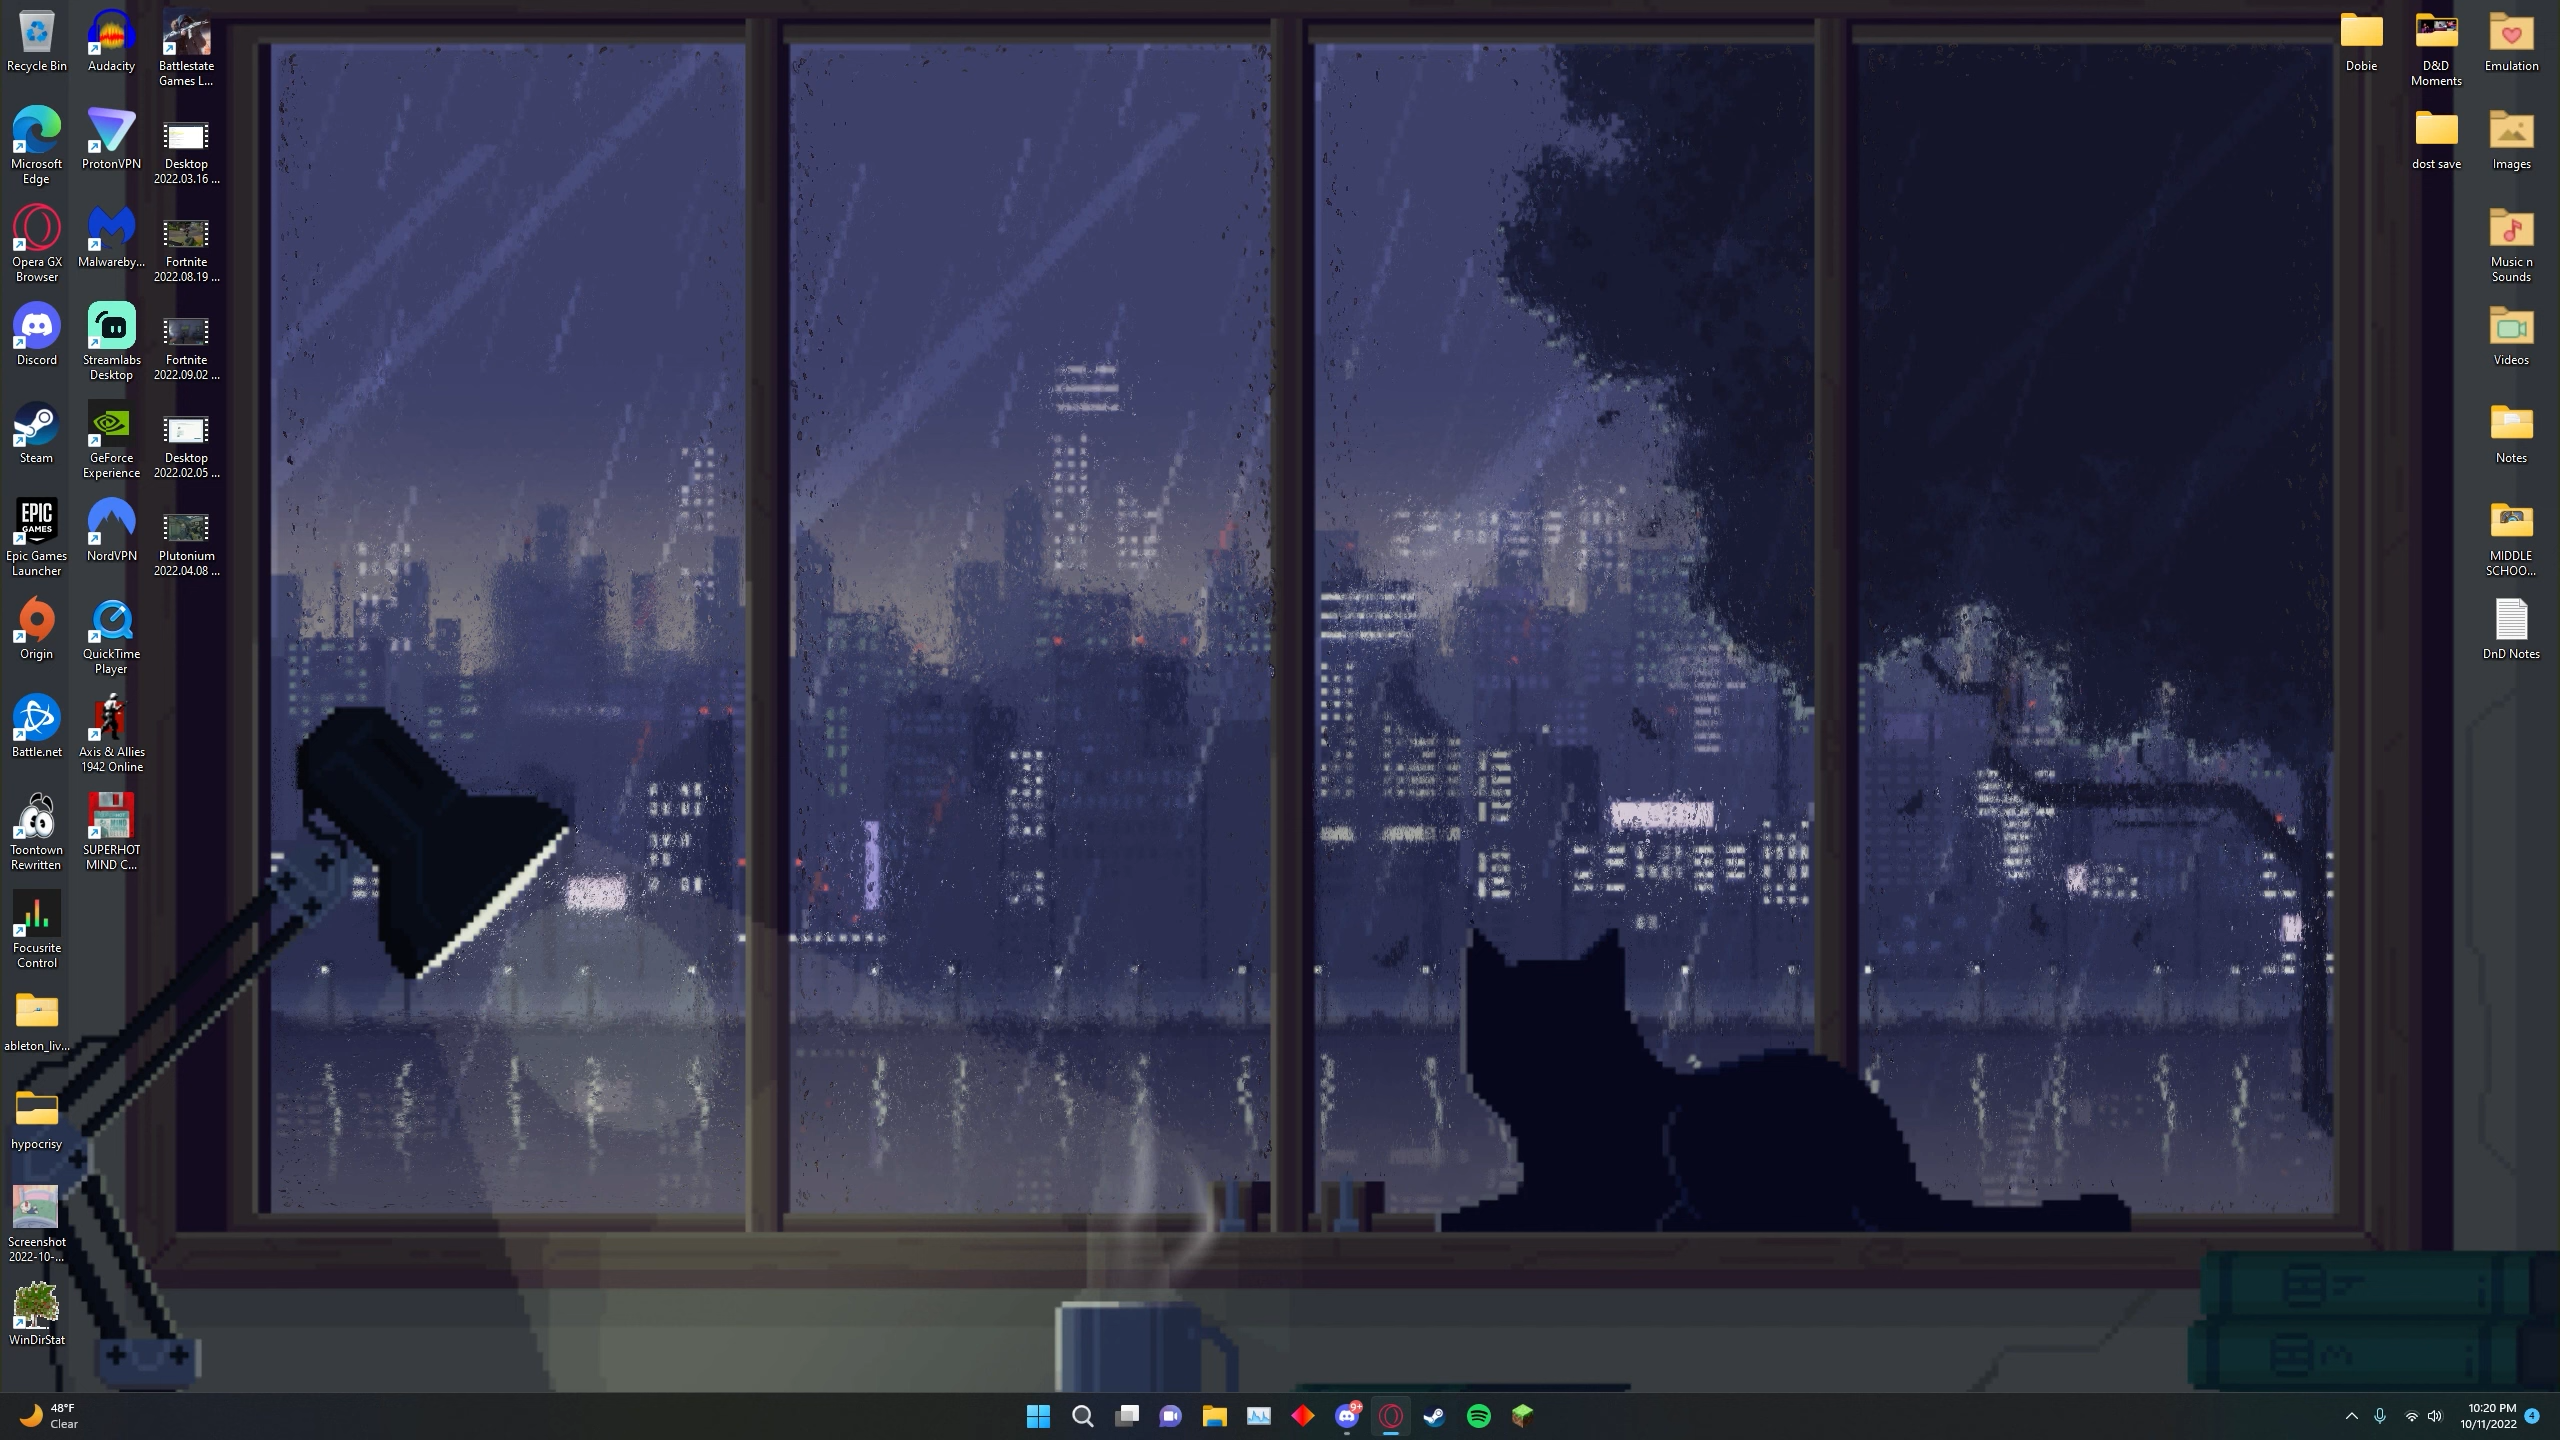 Recycle Bin
Audacity
Battlestate
Games L...
Microsoft
Edge
ProtonVPN
Desktop
2022.03.16 ...
Opera GX
Browser
Malwareby...
Fortnite
2022.08.19 ...
Discord
Streamlabs
Desktop
Fortnite
2022.09.02 ...
Steam
GeForce
Experience
Desktop
2022.02.05 ...
EPIC
GAMES
Epic Games
Launcher
NordVPN
Plutonium
2022.04.08 ...
Origin
QuickTime
Player
Battle.net
Axis & Allies
1942 Online
Toontown
Rewritten
SUPERHOT
MIND C...
Focusrite
Control
ableton_liv...
hypocrisy
Screenshot
2022-10-...
WinDirStat
Dobie
D&D
Moments
Emulation
dost save
Images
Music n
Sounds
Videos
Notes
MIDDLE
SCHOO...
DnD Notes
48°F
Clear
9+
10:20 PM
10/11/2022
4